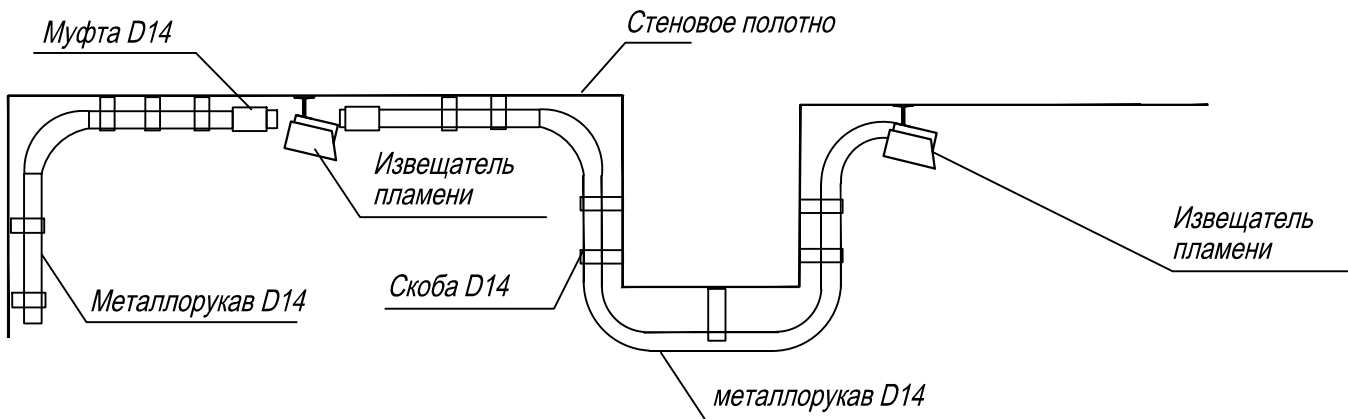 Муфта D14
Стеновое полотно
Извещатель
пламени
Извещатель
пламени
Металлорукав D14
Скоба D14
металлорукав D14